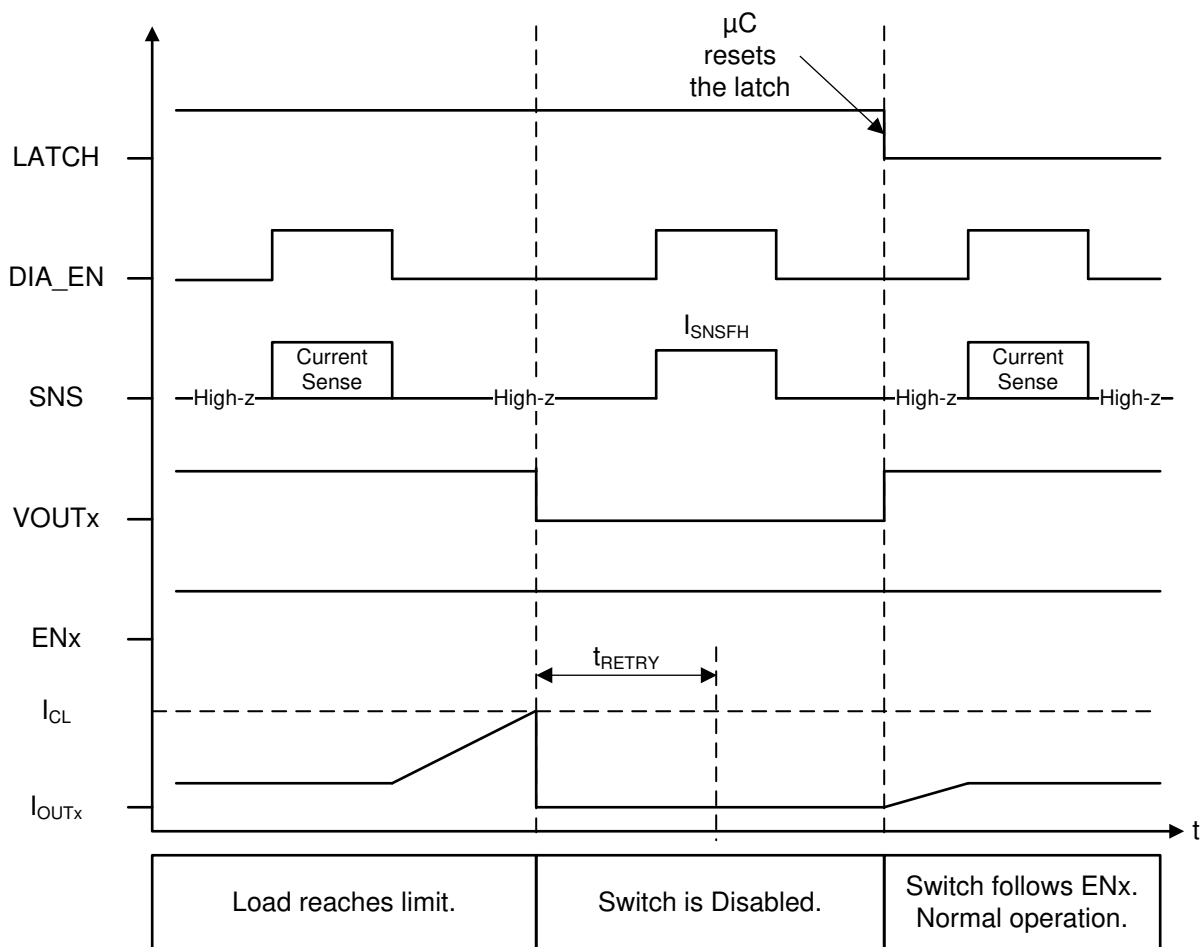 µC
resets
the latch
LATCH
DIA_EN
I_SNSFH
Current
Sense
Current
Sense
SNS
High-z
High-z
High-z
High-z
VOUTx
ENx
t_RETRY
I_CL
I_OUTx
t
Load reaches limit.
Switch is Disabled.
Switch follows ENx.
Normal operation.